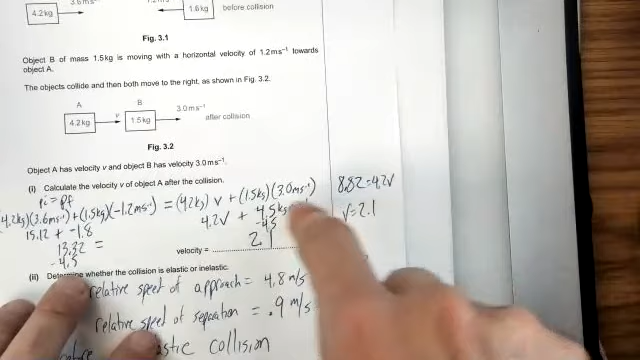 3.6ms⁻¹
4.2kg
1.6kg
before collision
Fig. 3.1
Object B of mass 1.5kg is moving with a horizontal velocity of 1.2ms⁻¹ towards
object A.
The objects collide and then both move to the right, as shown in Fig. 3.2.
A B
4.2kg v 1.5kg 3.0ms⁻¹ after collision
Fig. 3.2
Object A has velocity v and object B has velocity 3.0ms⁻¹.
(i) Calculate the velocity v of object A after the collision.
pi = pf
(4.2kg)(3.6ms⁻¹)+(1.5kg)(-1.2ms⁻¹) = (4.2kg) v + (1.5kg)(3.0ms⁻¹)
8.82=4.2v
15.12 + -1.8
4.2v + 4.5kg
v=2.1
13.32 =
-4.5
-4.5
velocity = 2.1
(ii) Determine whether the collision is elastic or inelastic.
relative speed of approach = 4.8 m/s
relative speed of separation = .9 m/s
collision